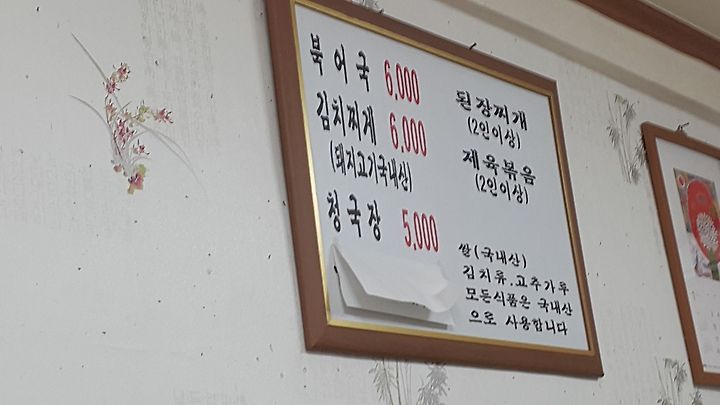 북어국 6,000
김치찌게 6,000
(돼지고기국내산)
청국장 5,000
된장찌개
(2인이상)
제육볶음
(2인이상)
쌀(국내산)
김치류.고추가루
모든식품은 국내산
으로 사용합니다